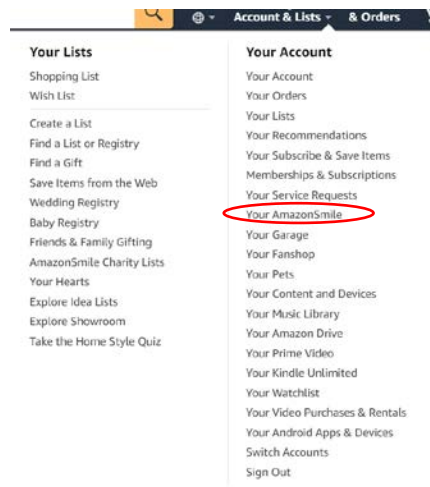 Account & Lists
& Orders
Your Lists
Shopping List
Wish List
Create a List
Find a List or Registry
Find a Gift
Save Items from the Web
Wedding Registry
Baby Registry
Friends & Family Gifting
AmazonSmile Charity Lists
Your Hearts
Explore Idea Lists
Explore Showroom
Take the Home Style Quiz
Your Account
Your Account
Your Orders
Your Lists
Your Recommendations
Your Subscribe & Save Items
Memberships & Subscriptions
Your Service Requests
Your AmazonSmile
Your Garage
Your Fanshop
Your Pets
Your Content and Devices
Your Music Library
Your Amazon Drive
Your Prime Video
Your Kindle Unlimited
Your Watchlist
Your Video Purchases & Rentals
Your Android Apps & Devices
Switch Accounts
Sign Out